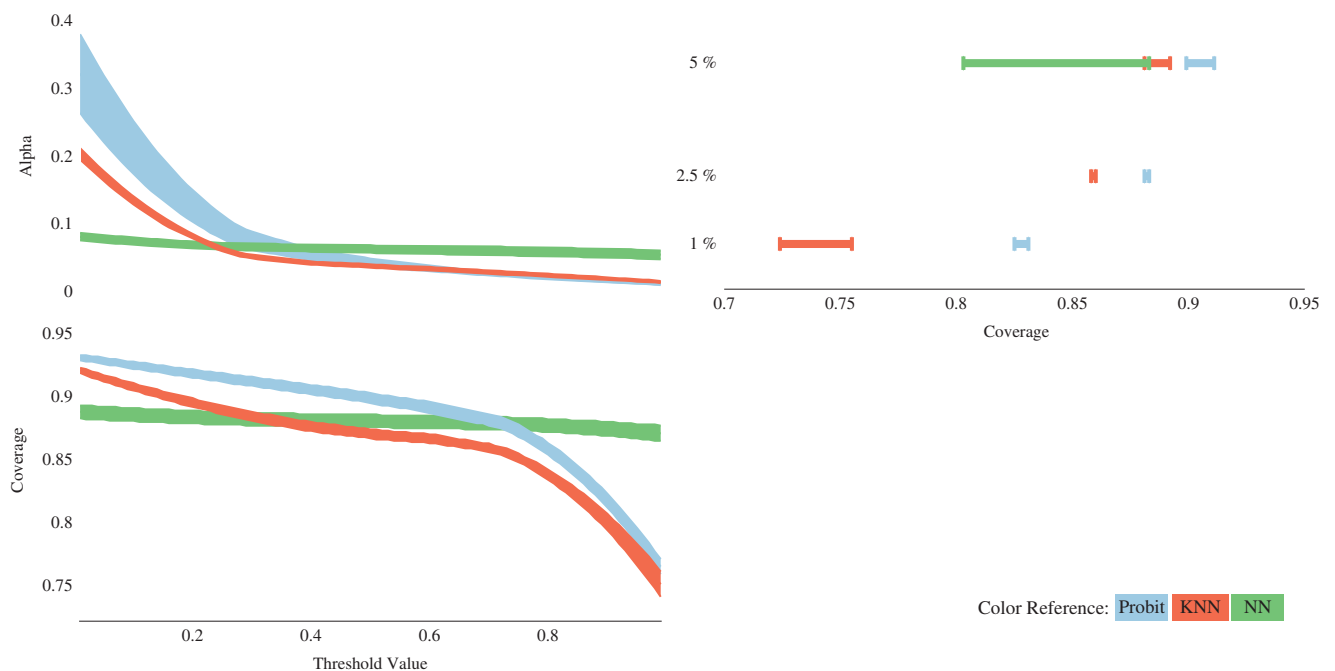 0.4
0.3
0.2
0.1
0
Alpha
0.95
0.9
0.85
0.8
0.75
Coverage
0.2 0.4 0.6 0.8
Threshold Value
5 %
2.5 %
1 %
0.7 0.75 0.8 0.85 0.9 0.95
Coverage
Color Reference: Probit KNN NN